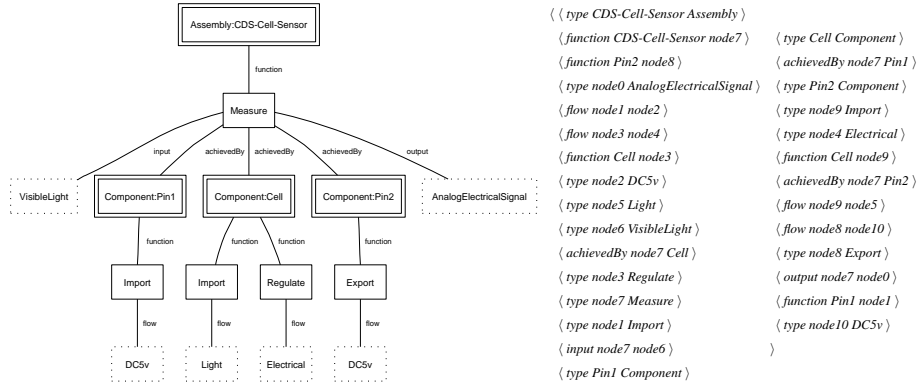 Assembly:CDS-Cell-Sensor
function
Measure
input
achievedBy
achievedBy
achievedBy
output
VisibleLight
Component:Pin1
Component:Cell
Component:Pin2
AnalogElectricalSignal
function
function
function
function
Import
Import
Regulate
Export
flow
flow
flow
flow
DC5v
Light
Electrical
DC5v
⟨ ⟨ type CDS-Cell-Sensor Assembly ⟩
⟨ function CDS-Cell-Sensor node7 ⟩
⟨ function Pin2 node8 ⟩
⟨ type node0 AnalogElectricalSignal ⟩
⟨ flow node1 node2 ⟩
⟨ flow node3 node4 ⟩
⟨ function Cell node3 ⟩
⟨ type node2 DC5v ⟩
⟨ type node5 Light ⟩
⟨ type node6 VisibleLight ⟩
⟨ achievedBy node7 Cell ⟩
⟨ type node3 Regulate ⟩
⟨ type node7 Measure ⟩
⟨ type node1 Import ⟩
⟨ input node7 node6 ⟩
⟨ type Pin1 Component ⟩
⟨ type Cell Component ⟩
⟨ achievedBy node7 Pin1 ⟩
⟨ type Pin2 Component ⟩
⟨ type node9 Import ⟩
⟨ type node4 Electrical ⟩
⟨ function Cell node9 ⟩
⟨ achievedBy node7 Pin2 ⟩
⟨ flow node9 node5 ⟩
⟨ flow node8 node10 ⟩
⟨ type node8 Export ⟩
⟨ output node7 node0 ⟩
⟨ function Pin1 node1 ⟩
⟨ type node10 DC5v ⟩
⟩